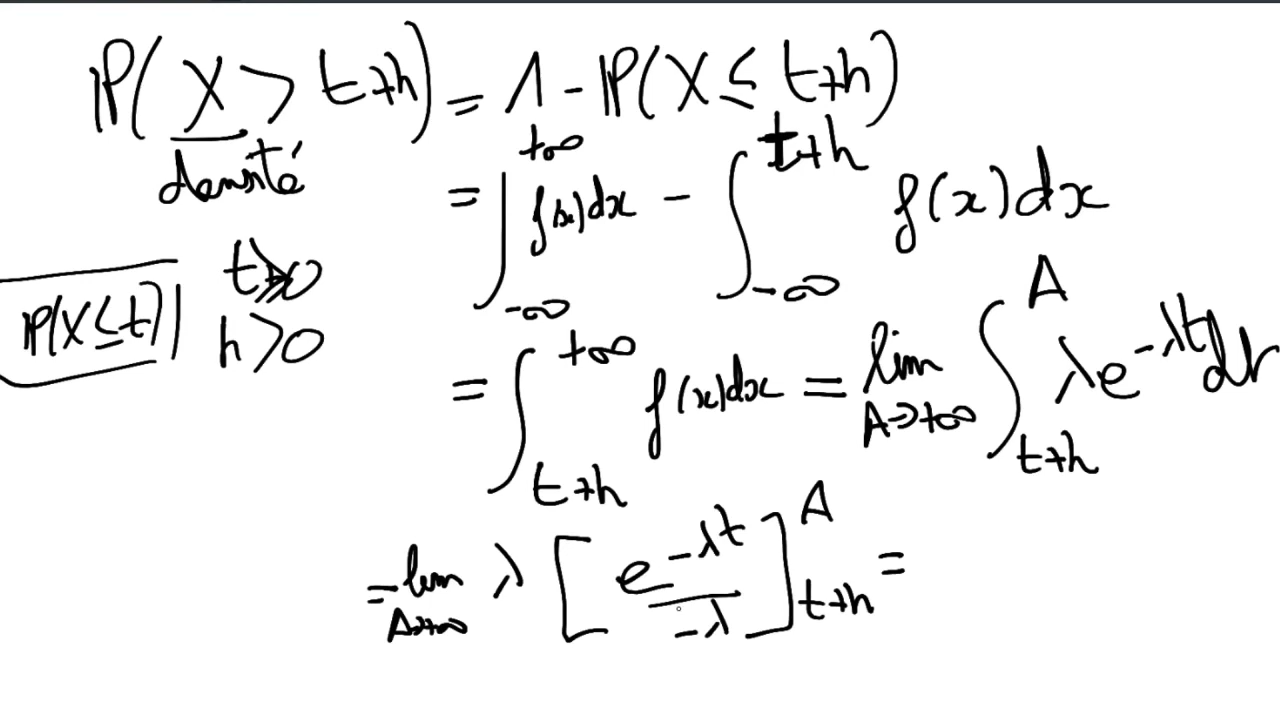 ℙ(X > t+h) = 1 - ℙ(X ≤ t+h)
densité
= ∫_{-∞}^{+∞} f(x)dx - ∫_{-∞}^{t+h} f(x)dx
t ≥ 0
ℙ(X ≤ t)
h > 0
= ∫_{t+h}^{+∞} f(x)dx = lim_{A→+∞} ∫_{t+h}^{A} λe^{-λt}dt
= lim_{A→+∞} λ [e^{-λt}/-λ]_{t+h}^{A} =